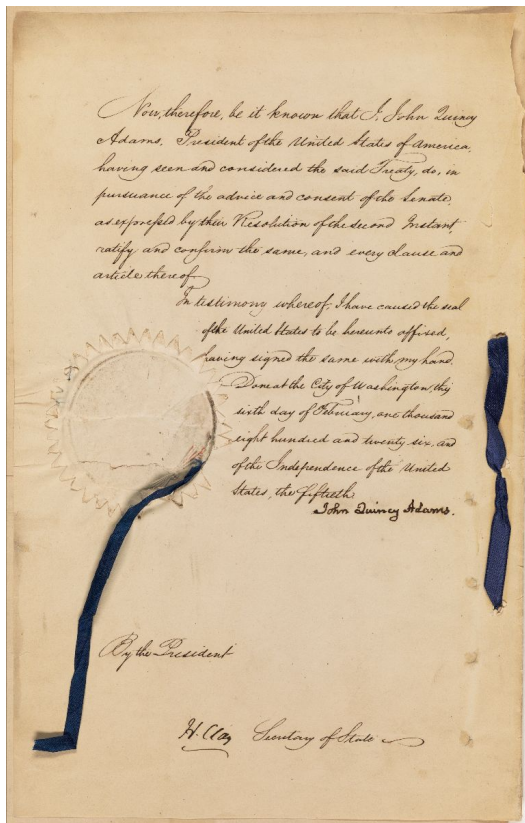 Now, therefore, be it known that I, John Quincy
Adams, President of the United States of America,
having seen and considered the said Treaty, do, in
pursuance of the advice and consent of the Senate,
as expressed by their Resolution of the second Instant,
ratify, and confirm the same, and every clause and
article thereof.
In testimony whereof, I have caused the seal
of the United States to be hereunto affixed,
having signed the same with my hand.
Done at the City of Washington, this
sixth day of February, one thousand
eight hundred and twenty six, and
of the Independence of the United
States, the fiftieth.
John Quincy Adams.
By the President
H. Clay Secretary of State